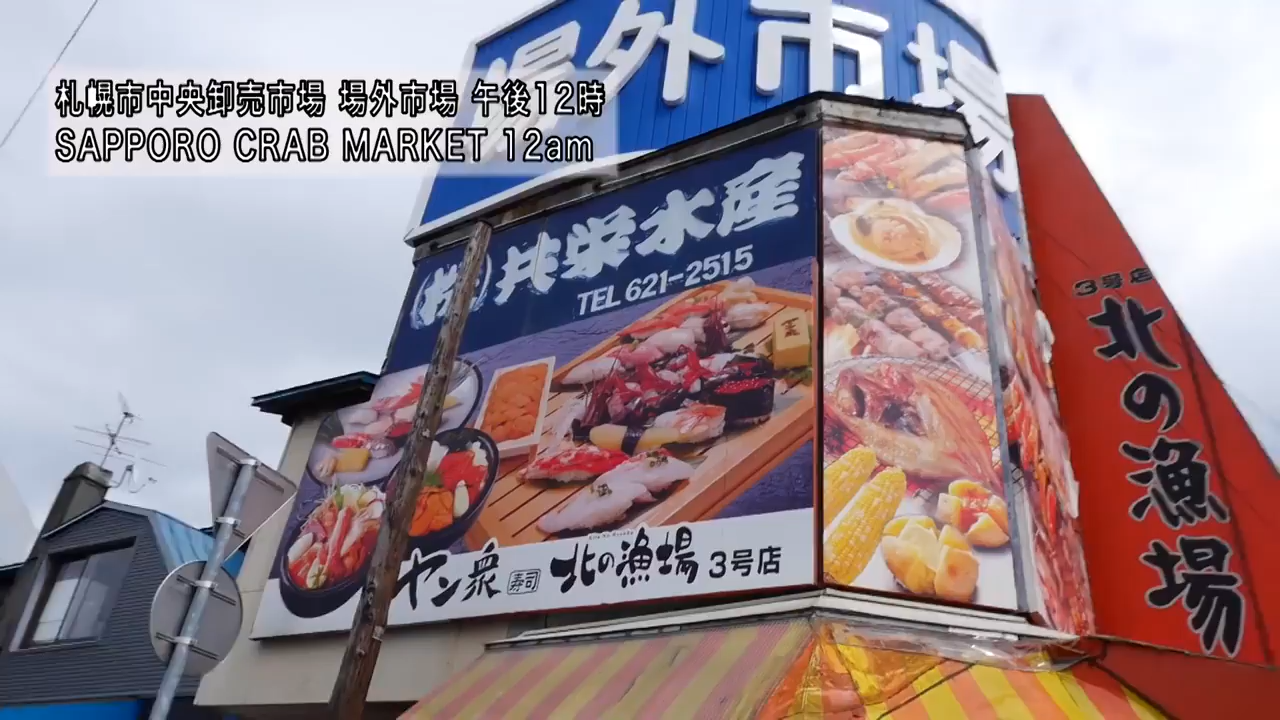 札幌市中央卸売市場 場外市場 午後12時
SAPPORO CRAB MARKET 12am
場外市場
場
(株)共栄水産
TEL 621-2515
ヤン衆 寿司 北の漁場 3号店
3号店
北の漁場